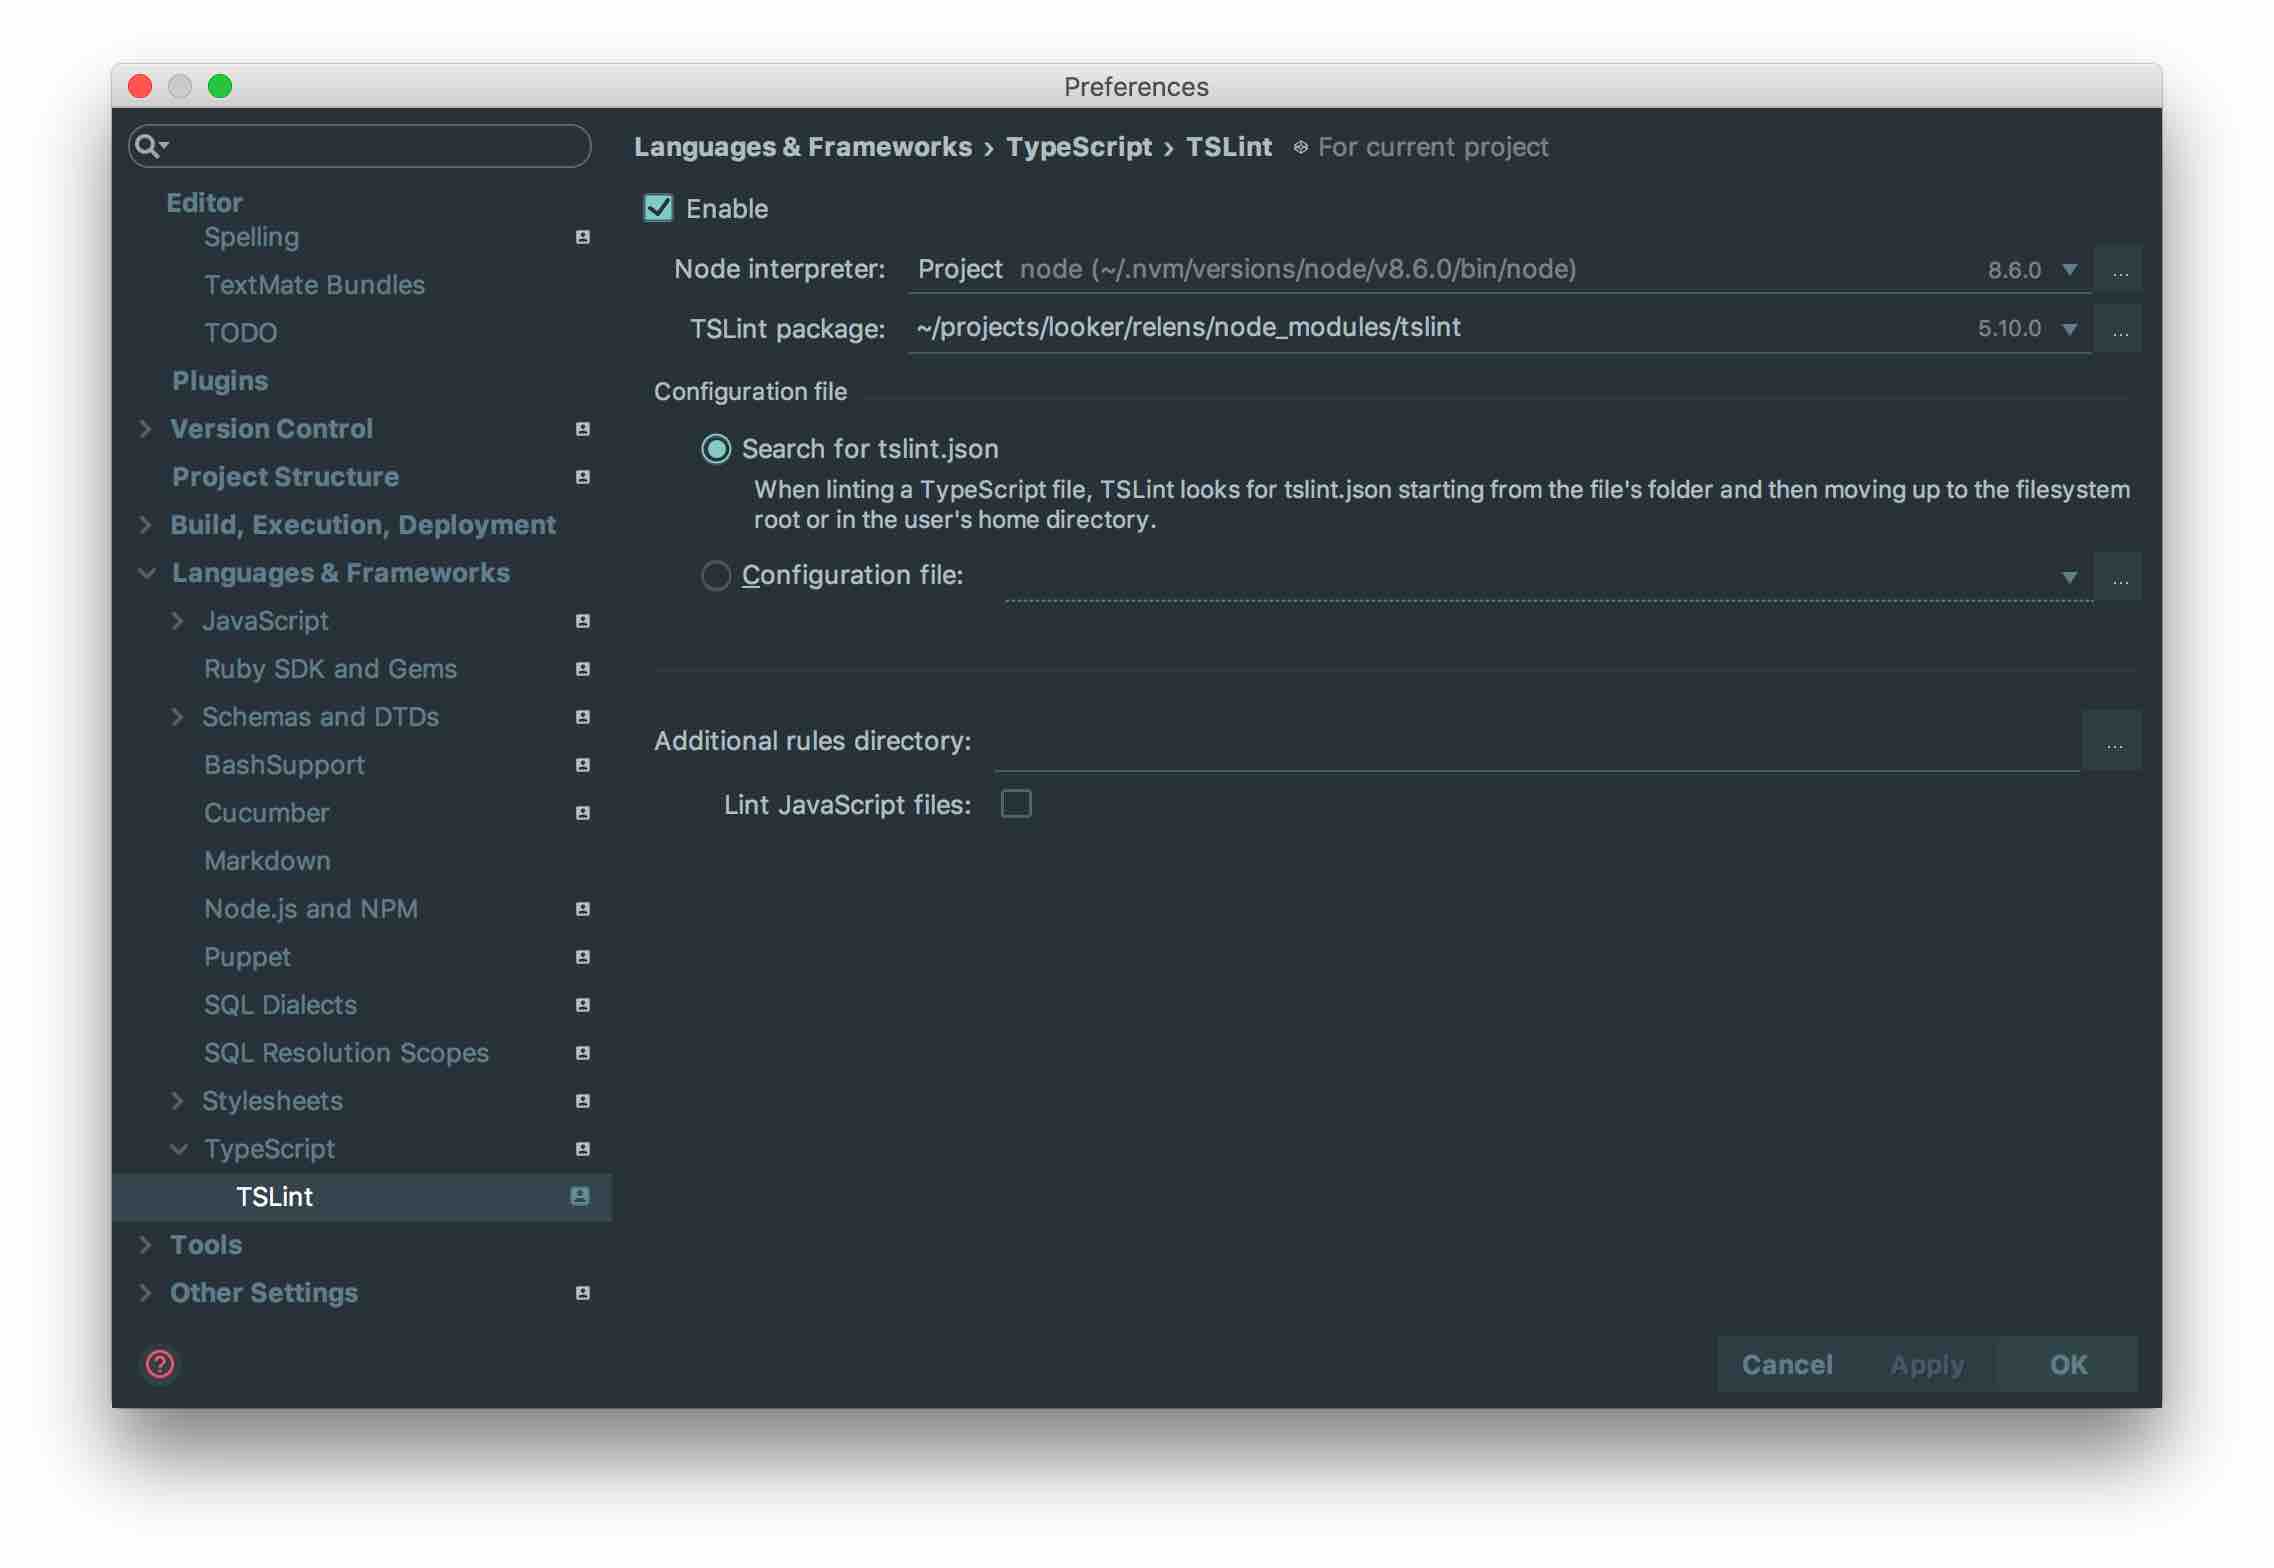 Preferences
Languages & Frameworks › TypeScript › TSLint For current project
Editor
Spelling
TextMate Bundles
TODO
Plugins
Version Control
Project Structure
Build, Execution, Deployment
Languages & Frameworks
JavaScript
Ruby SDK and Gems
Schemas and DTDs
BashSupport
Cucumber
Markdown
Node.js and NPM
Puppet
SQL Dialects
SQL Resolution Scopes
Stylesheets
TypeScript
TSLint
Tools
Other Settings
?
Enable
Node interpreter: Project node (~/.nvm/versions/node/v8.6.0/bin/node) 8.6.0 ...
TSLint package: ~/projects/looker/relens/node_modules/tslint 5.10.0 ...
Configuration file
Search for tslint.json
When linting a TypeScript file, TSLint looks for tslint.json starting from the file's folder and then moving up to the filesystem
root or in the user's home directory.
Configuration file: ...
Additional rules directory: ...
Lint JavaScript files:
Cancel Apply OK